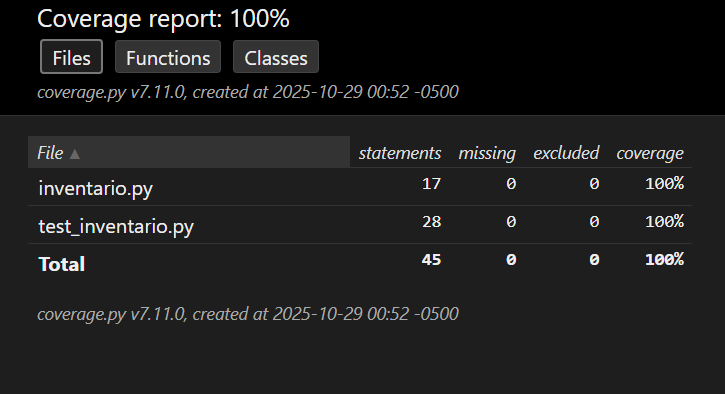 Coverage report: 100%
Files Functions Classes
coverage.py v7.11.0, created at 2025-10-29 00:52 -0500
File ▲ statements missing excluded coverage
inventario.py 17 0 0 100%
test_inventario.py 28 0 0 100%
Total 45 0 0 100%
coverage.py v7.11.0, created at 2025-10-29 00:52 -0500